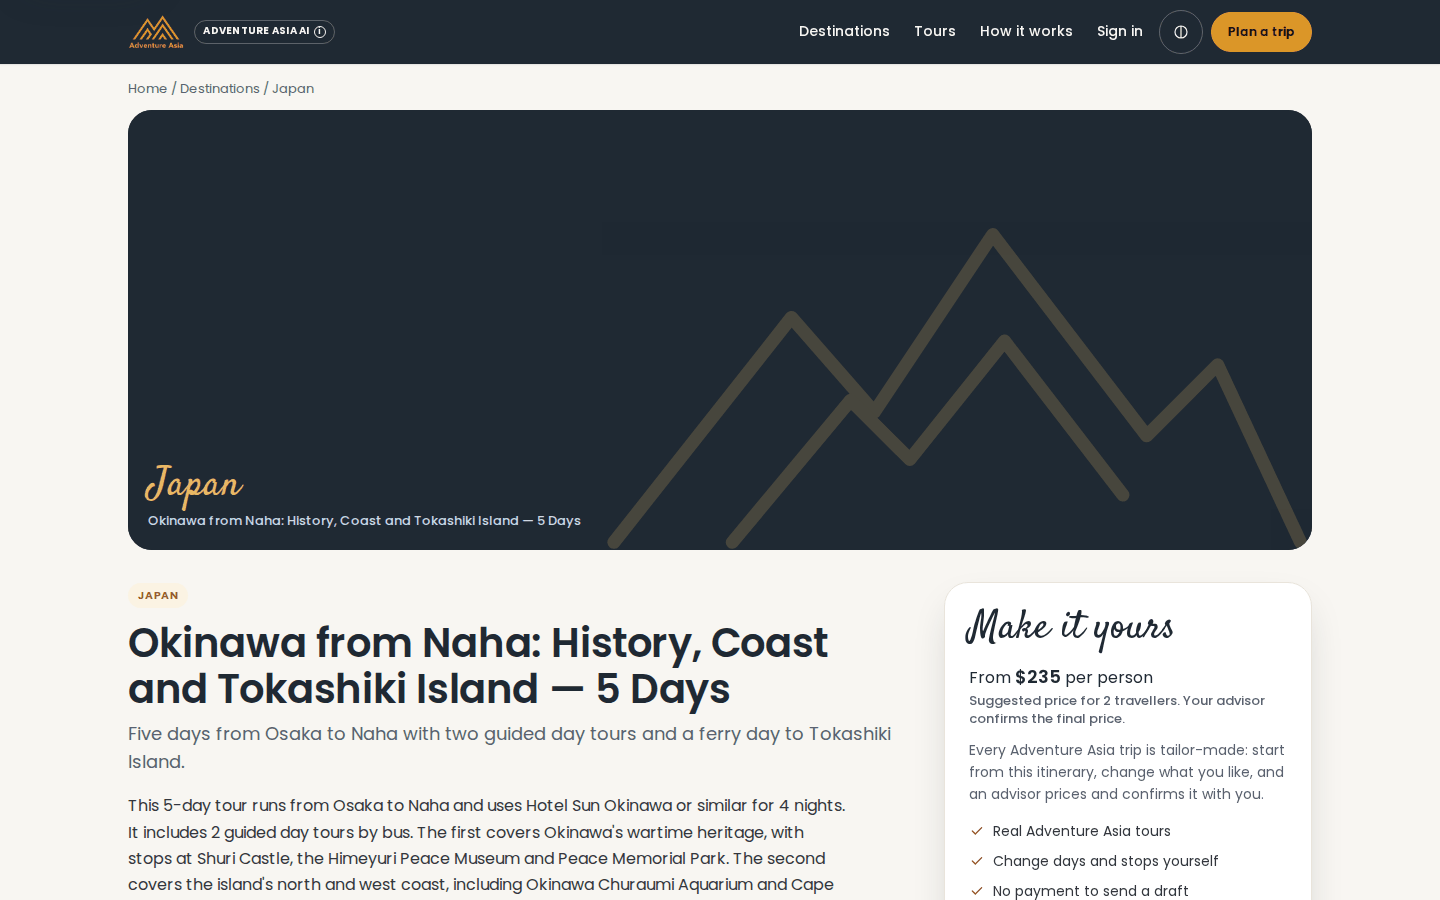 Adventure Asia
ADVENTURE ASIA AI
Destinations
Tours
How it works
Sign in
Plan a trip
Home / Destinations / Japan
Japan
Okinawa from Naha: History, Coast and Tokashiki Island — 5 Days
JAPAN
Okinawa from Naha: History, Coast
and Tokashiki Island — 5 Days
Five days from Osaka to Naha with two guided day tours and a ferry day to Tokashiki
Island.
This 5-day tour runs from Osaka to Naha and uses Hotel Sun Okinawa or similar for 4 nights.
It includes 2 guided day tours by bus. The first covers Okinawa's wartime heritage, with
stops at Shuri Castle, the Himeyuri Peace Museum and Peace Memorial Park. The second
covers the island's north and west coast, including Okinawa Churaumi Aquarium and Cape
Make it yours
From $235 per person
Suggested price for 2 travellers. Your advisor
confirms the final price.
Every Adventure Asia trip is tailor-made: start
from this itinerary, change what you like, and
an advisor prices and confirms it with you.
Real Adventure Asia tours
Change days and stops yourself
No payment to send a draft